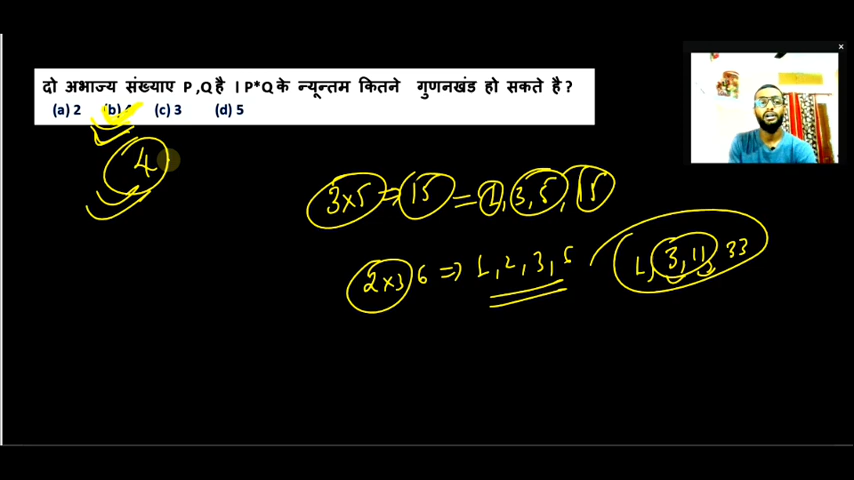 दो अभाज्य संख्याए P ,Q है । P*Q के न्यून्तम कितने गुणनखंड हो सकते है ?
(a) 2 (b) (c) 3 (d) 5
4
3×5 ⇒ 15 = 1, 3, 5, 15
2×3 6 ⇒ 1, 2, 3, 6
1, 3, 11, 33